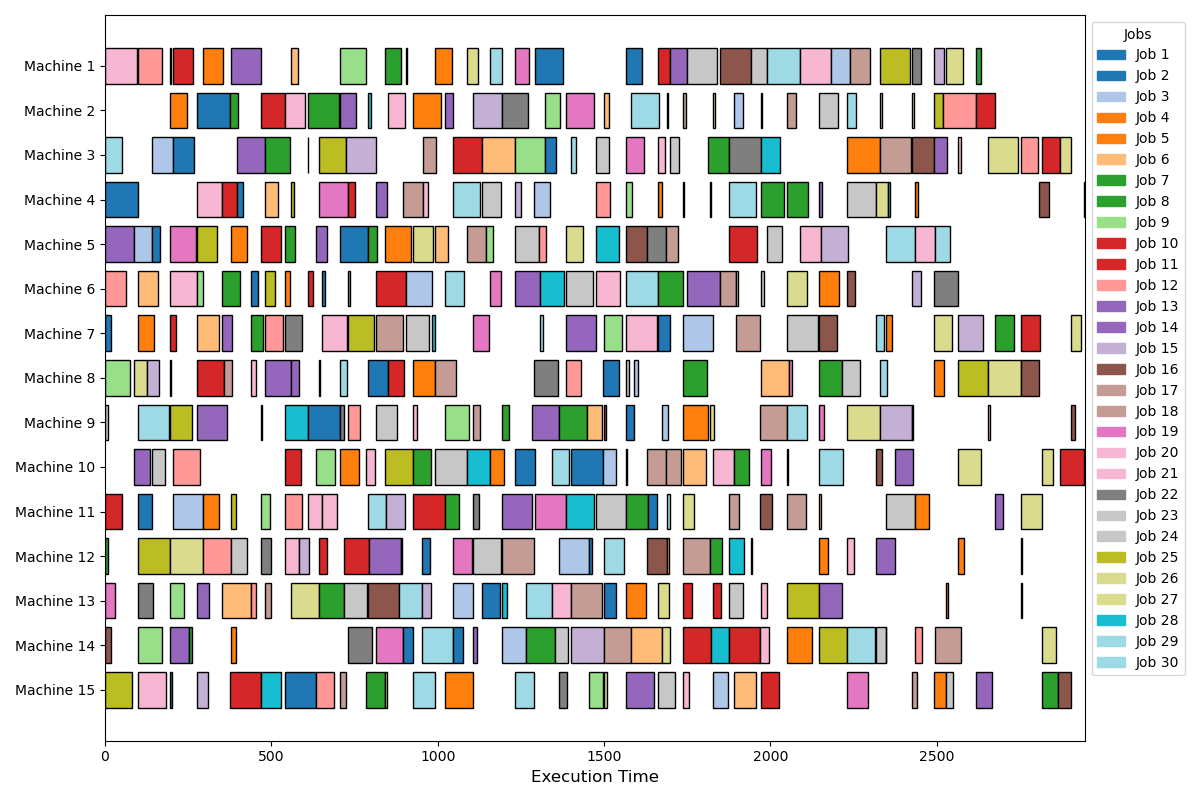 Machine 1
Machine 2
Machine 3
Machine 4
Machine 5
Machine 6
Machine 7
Machine 8
Machine 9
Machine 10
Machine 11
Machine 12
Machine 13
Machine 14
Machine 15
0 500 1000 1500 2000 2500
Execution Time
Jobs
Job 1
Job 2
Job 3
Job 4
Job 5
Job 6
Job 7
Job 8
Job 9
Job 10
Job 11
Job 12
Job 13
Job 14
Job 15
Job 16
Job 17
Job 18
Job 19
Job 20
Job 21
Job 22
Job 23
Job 24
Job 25
Job 26
Job 27
Job 28
Job 29
Job 30